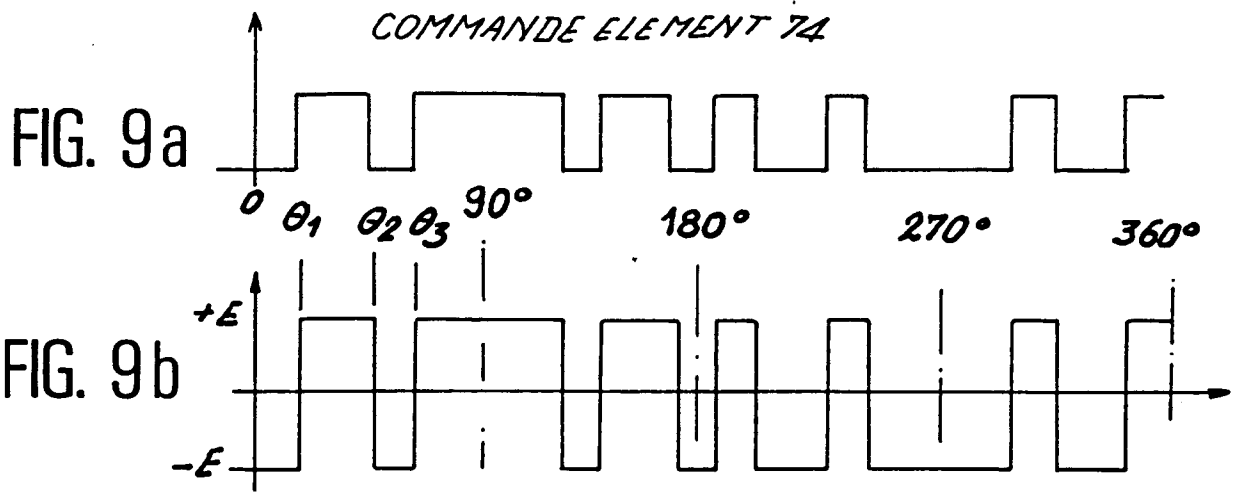 COMMANDE ELEMENT 74
FIG. 9a
0 θ1 θ2 θ3 90° 180° 270° 360°
+E
FIG. 9b
-E